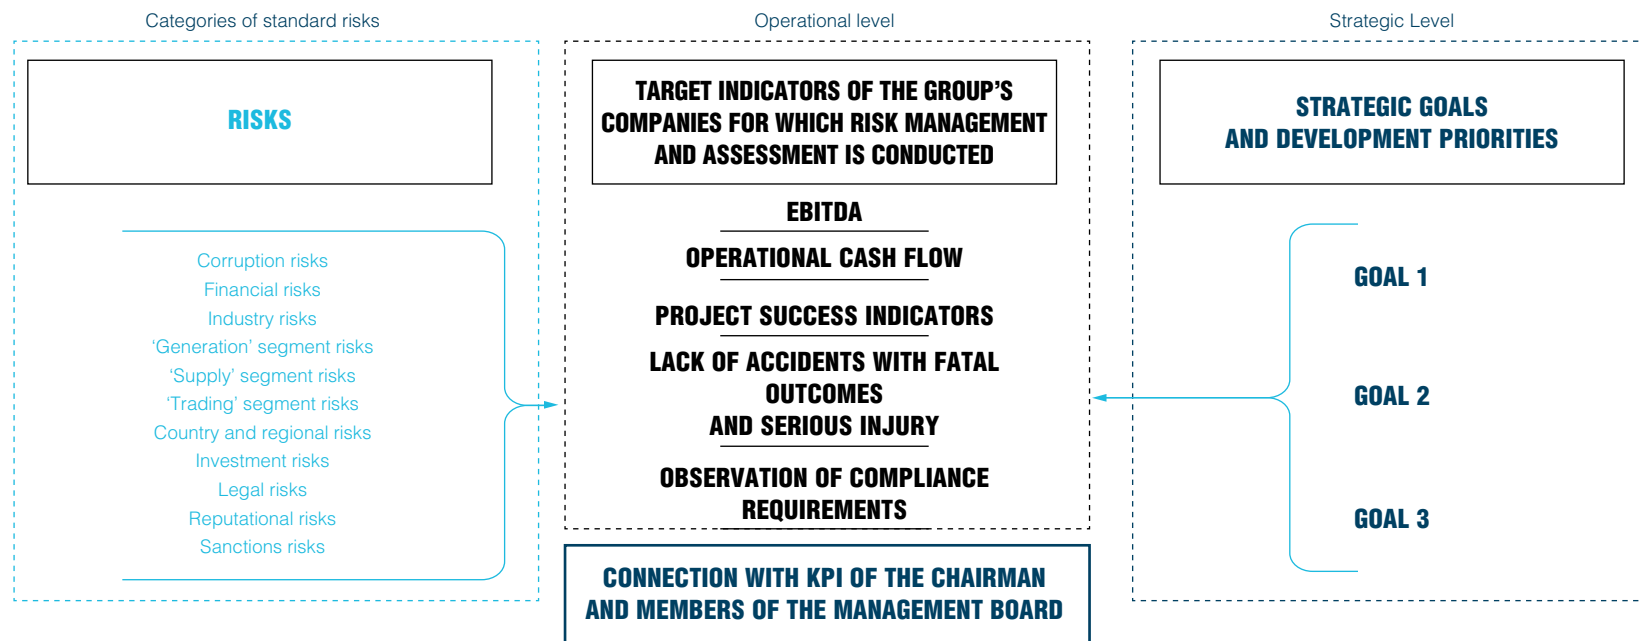 Categories of standard risks
RISKS
Corruption risks
Financial risks
Industry risks
‘Generation’ segment risks
‘Supply’ segment risks
‘Trading’ segment risks
Country and regional risks
Investment risks
Legal risks
Reputational risks
Sanctions risks
Operational level
TARGET INDICATORS OF THE GROUP’S
COMPANIES FOR WHICH RISK MANAGEMENT
AND ASSESSMENT IS CONDUCTED
EBITDA
OPERATIONAL CASH FLOW
PROJECT SUCCESS INDICATORS
LACK OF ACCIDENTS WITH FATAL
OUTCOMES
AND SERIOUS INJURY
OBSERVATION OF COMPLIANCE
REQUIREMENTS
CONNECTION WITH KPI OF THE CHAIRMAN
AND MEMBERS OF THE MANAGEMENT BOARD
Strategic Level
STRATEGIC GOALS
AND DEVELOPMENT PRIORITIES
GOAL 1
GOAL 2
GOAL 3